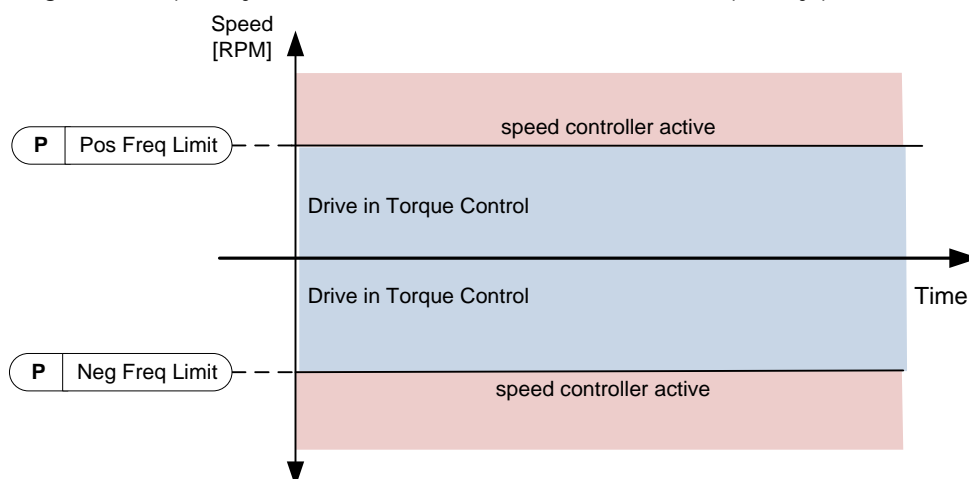 Speed
[RPM]
speed controller active
P Pos Freq Limit
Drive in Torque Control
Drive in Torque Control
Time
P Neg Freq Limit
speed controller active